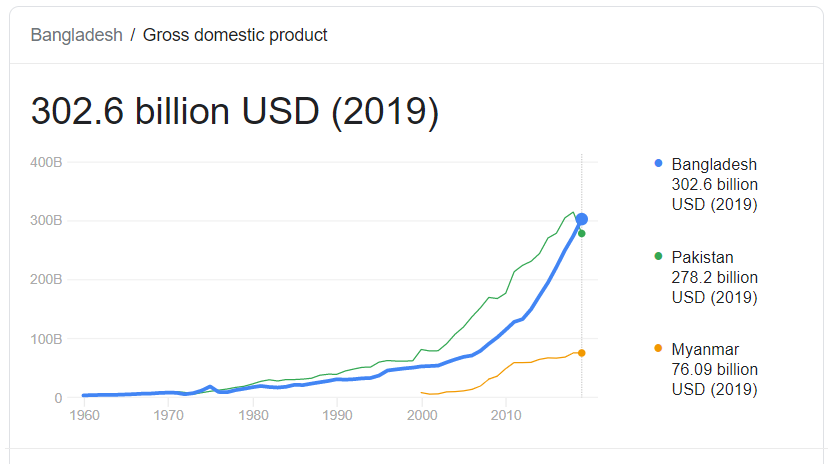 Bangladesh / Gross domestic product
302.6 billion USD (2019)
400B
300B
200B
100B
0
1960 1970 1980 1990 2000 2010
Bangladesh
302.6 billion
USD (2019)
Pakistan
278.2 billion
USD (2019)
Myanmar
76.09 billion
USD (2019)